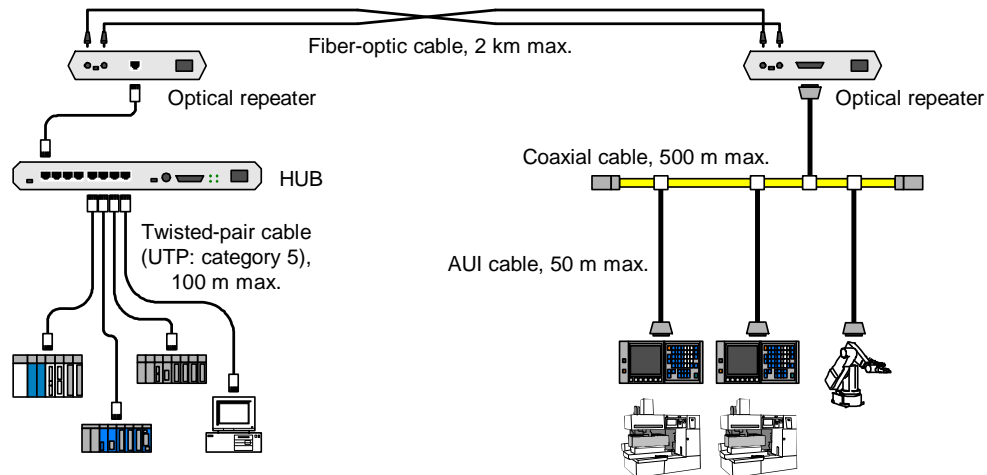 Fiber-optic cable, 2 km max.
Optical repeater
Optical repeater
Coaxial cable, 500 m max.
HUB
Twisted-pair cable
(UTP: category 5),
100 m max.
AUI cable, 50 m max.